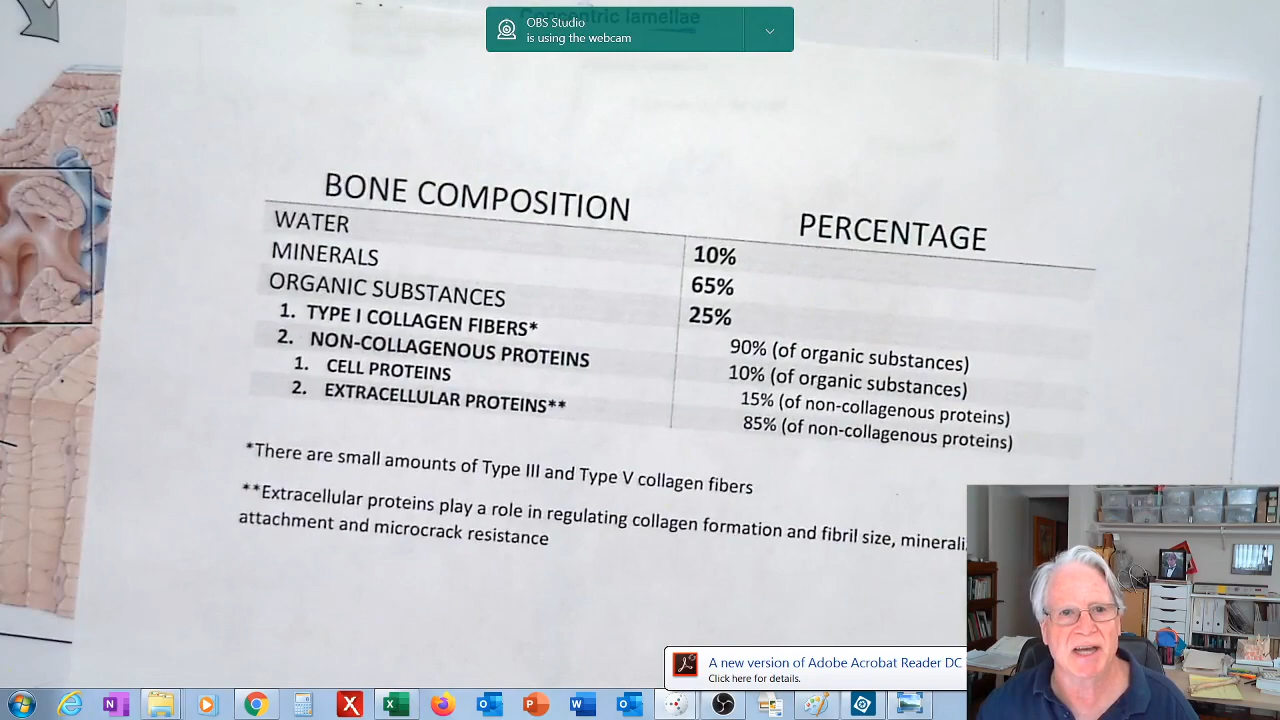 Concentric lamellae
OBS Studio
is using the webcam
BONE COMPOSITION
PERCENTAGE
WATER
10%
MINERALS
65%
ORGANIC SUBSTANCES
25%
1. TYPE I COLLAGEN FIBERS*
90% (of organic substances)
2. NON-COLLAGENOUS PROTEINS
10% (of organic substances)
1. CELL PROTEINS
15% (of non-collagenous proteins)
2. EXTRACELLULAR PROTEINS**
85% (of non-collagenous proteins)
*There are small amounts of Type III and Type V collagen fibers
**Extracellular proteins play a role in regulating collagen formation and fibril size, minerali
attachment and microcrack resistance
A new version of Adobe Acrobat Reader DC
Click here for details.